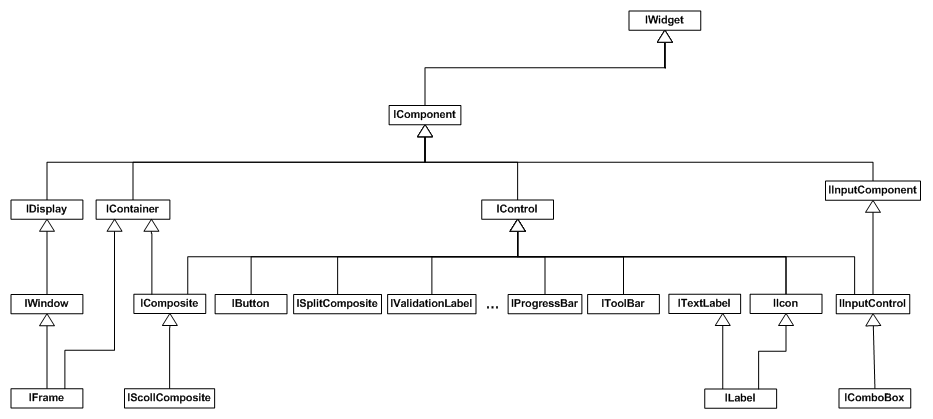 IWidget
IComponent
IDisplay
IContainer
IControl
IInputComponent
IWindow
IComposite
IButton
ISplitComposite
IValidationLabel
...
IProgressBar
IToolBar
ITextLabel
IIcon
IInputControl
IFrame
IScollComposite
ILabel
IComboBox